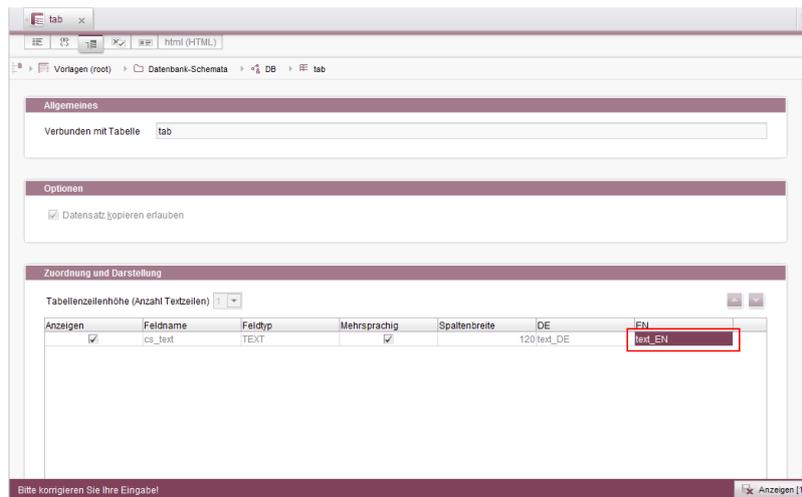 tab
html (HTML)
Vorlagen (root) Datenbank-Schemata DB tab
Allgemeines
Verbunden mit Tabelle tab
Optionen
Datensatz kopieren erlauben
Zuordnung und Darstellung
Tabellenzeilenhöhe (Anzahl Textzeilen) 1
Anzeigen Feldname Feldtyp Mehrsprachig Spaltenbreite DE EN
cs_text TEXT 120 text_DE text_EN
Bitte korrigieren Sie Ihre Eingabe! Anzeigen [1